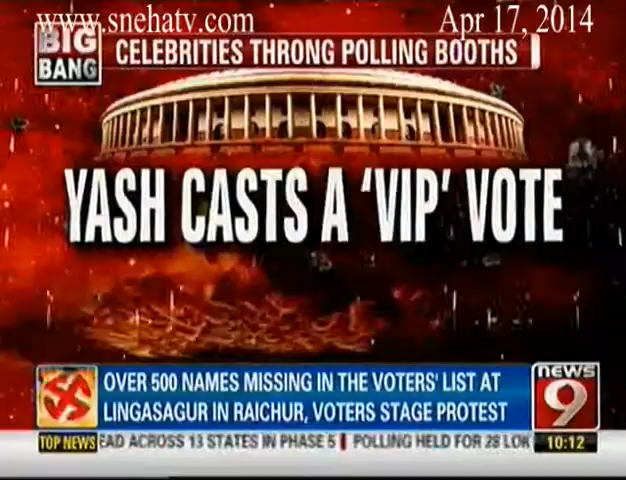 www.snehatv.com Apr 17, 2014
BIG BANG
CELEBRITIES THRONG POLLING BOOTHS
YASH CASTS A 'VIP' VOTE
OVER 500 NAMES MISSING IN THE VOTERS' LIST AT
LINGASAGUR IN RAICHUR, VOTERS STAGE PROTEST
NEWS 9
TOP NEWS EAD ACROSS 13 STATES IN PHASE 5 POLLING HELD FOR 28 LOK 10:12